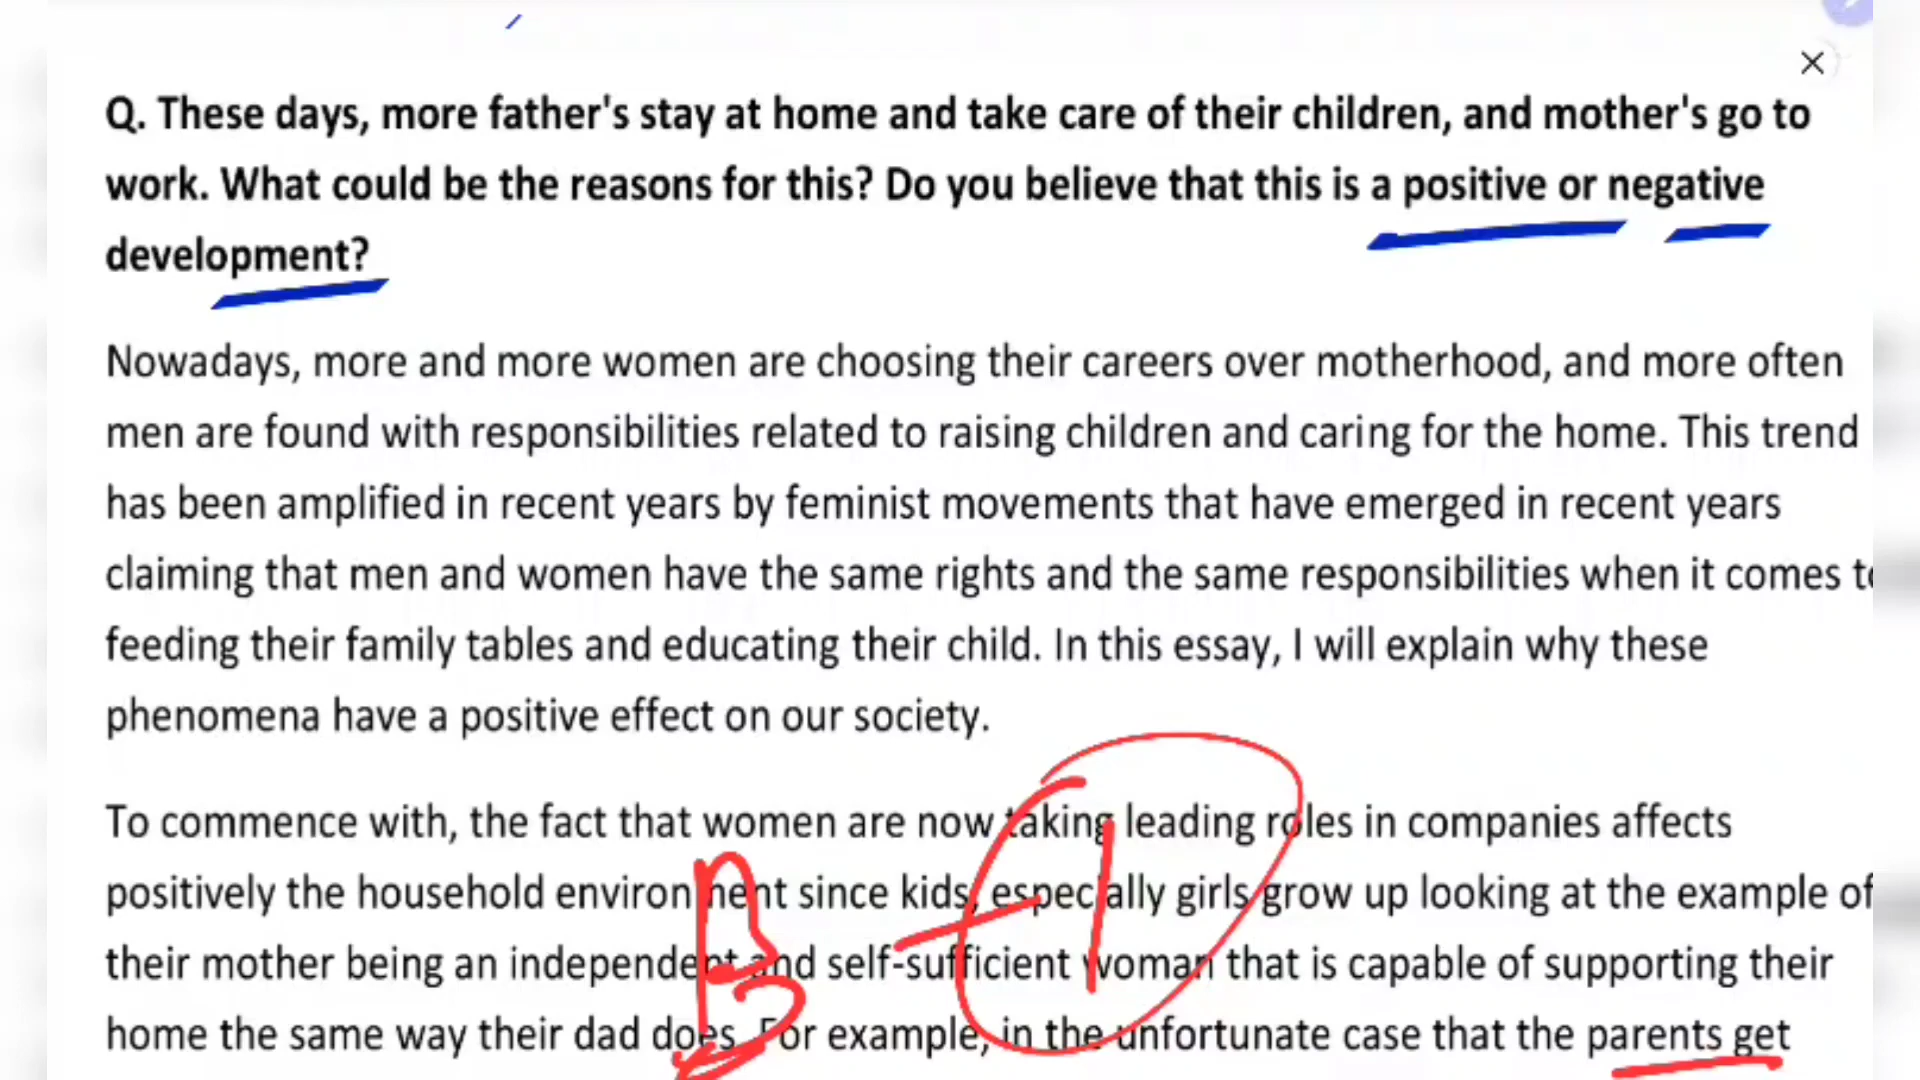 Q. These days, more father's stay at home and take care of their children, and mother's go to
work. What could be the reasons for this? Do you believe that this is a positive or negative
development?
Nowadays, more and more women are choosing their careers over motherhood, and more often
men are found with responsibilities related to raising children and caring for the home. This trend
has been amplified in recent years by feminist movements that have emerged in recent years
claiming that men and women have the same rights and the same responsibilities when it comes to
feeding their family tables and educating their child. In this essay, I will explain why these
phenomena have a positive effect on our society.
To commence with, the fact that women are now taking leading roles in companies affects
positively the household environment since kids, especially girls grow up looking at the example of
their mother being an independent and self-sufficient woman that is capable of supporting their
home the same way their dad does. For example, in the unfortunate case that the parents get
B-1